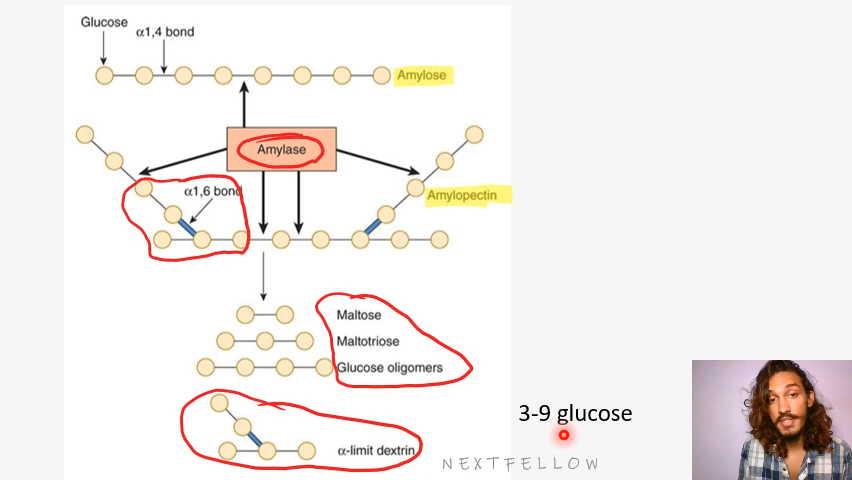 Glucose
α1,4 bond
Amylose
Amylase
α1,6 bond
Amylopectin
Maltose
Maltotriose
Glucose oligomers
3-9 glucose
α-limit dextrin
NEXTFELLOW